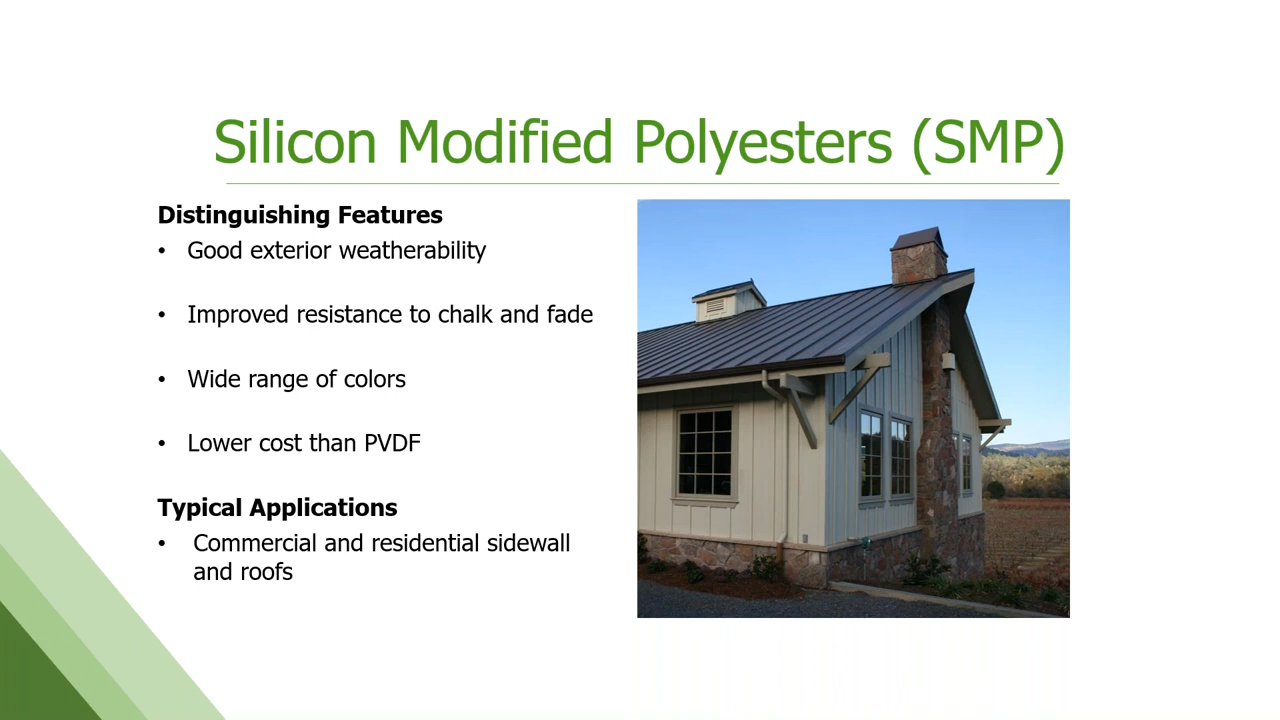 Silicon Modified Polyesters (SMP)
Distinguishing Features
• Good exterior weatherability
• Improved resistance to chalk and fade
• Wide range of colors
• Lower cost than PVDF
Typical Applications
• Commercial and residential sidewall
and roofs